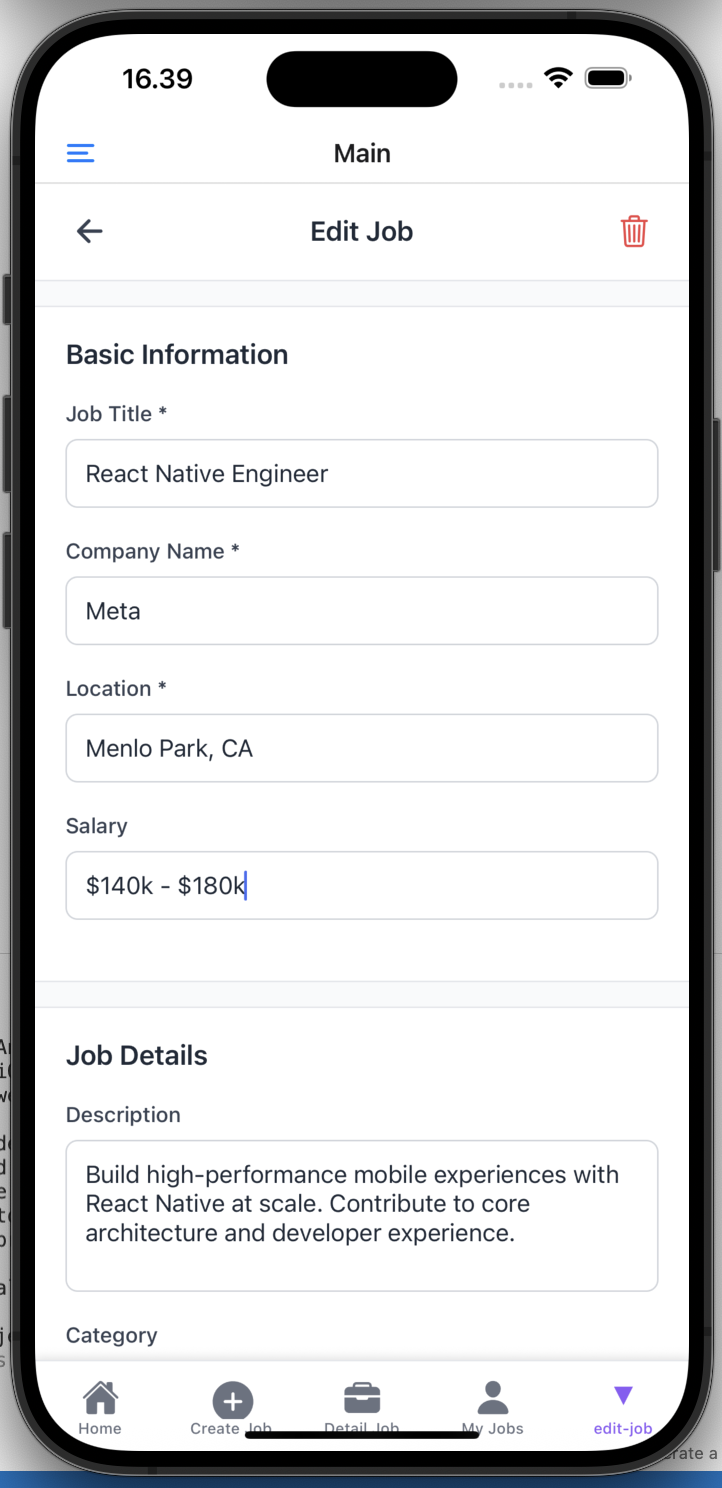 16.39
Main
Edit Job
Basic Information
Job Title *
React Native Engineer
Company Name *
Meta
Location *
Menlo Park, CA
Salary
$140k - $180k
Job Details
Description
Build high-performance mobile experiences with
React Native at scale. Contribute to core
architecture and developer experience.
Category
Home
Create Job
Detail Job
My Jobs
edit-job